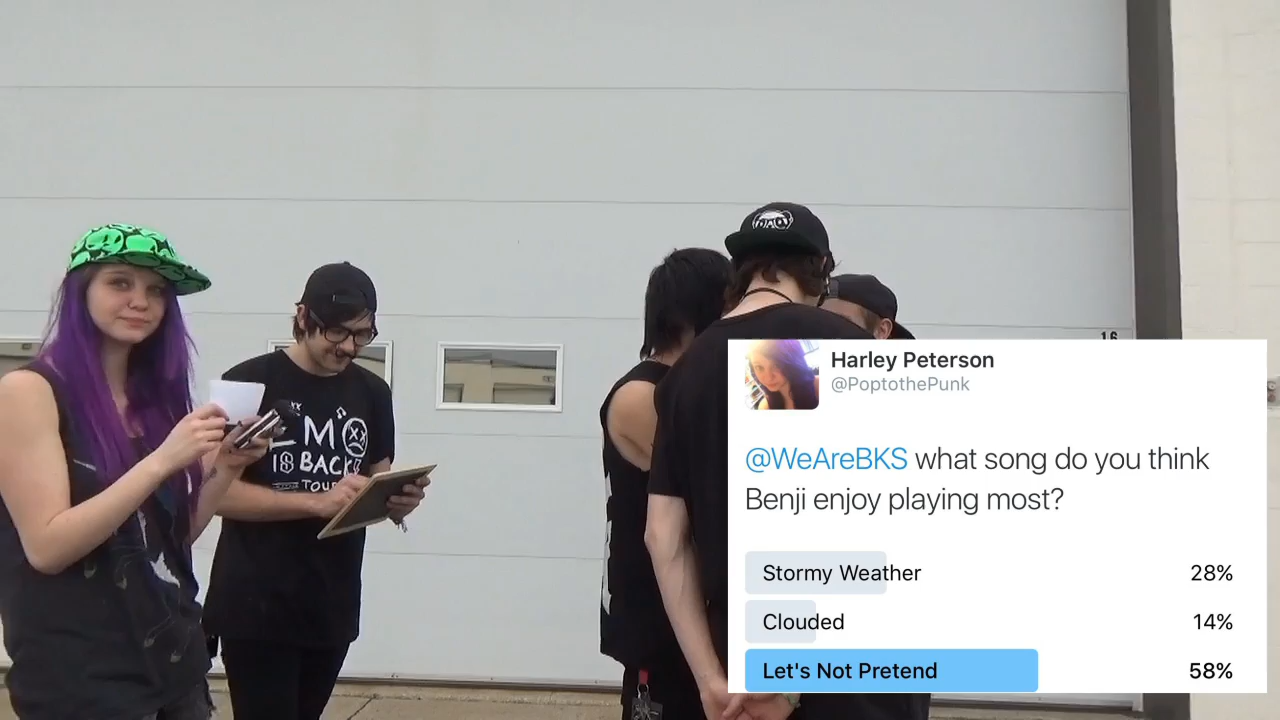 16
EMO
IS BACK
TOUR
Harley Peterson
@PoptothePunk
@WeAreBKS what song do you think
Benji enjoy playing most?
Stormy Weather 28%
Clouded 14%
Let's Not Pretend 58%